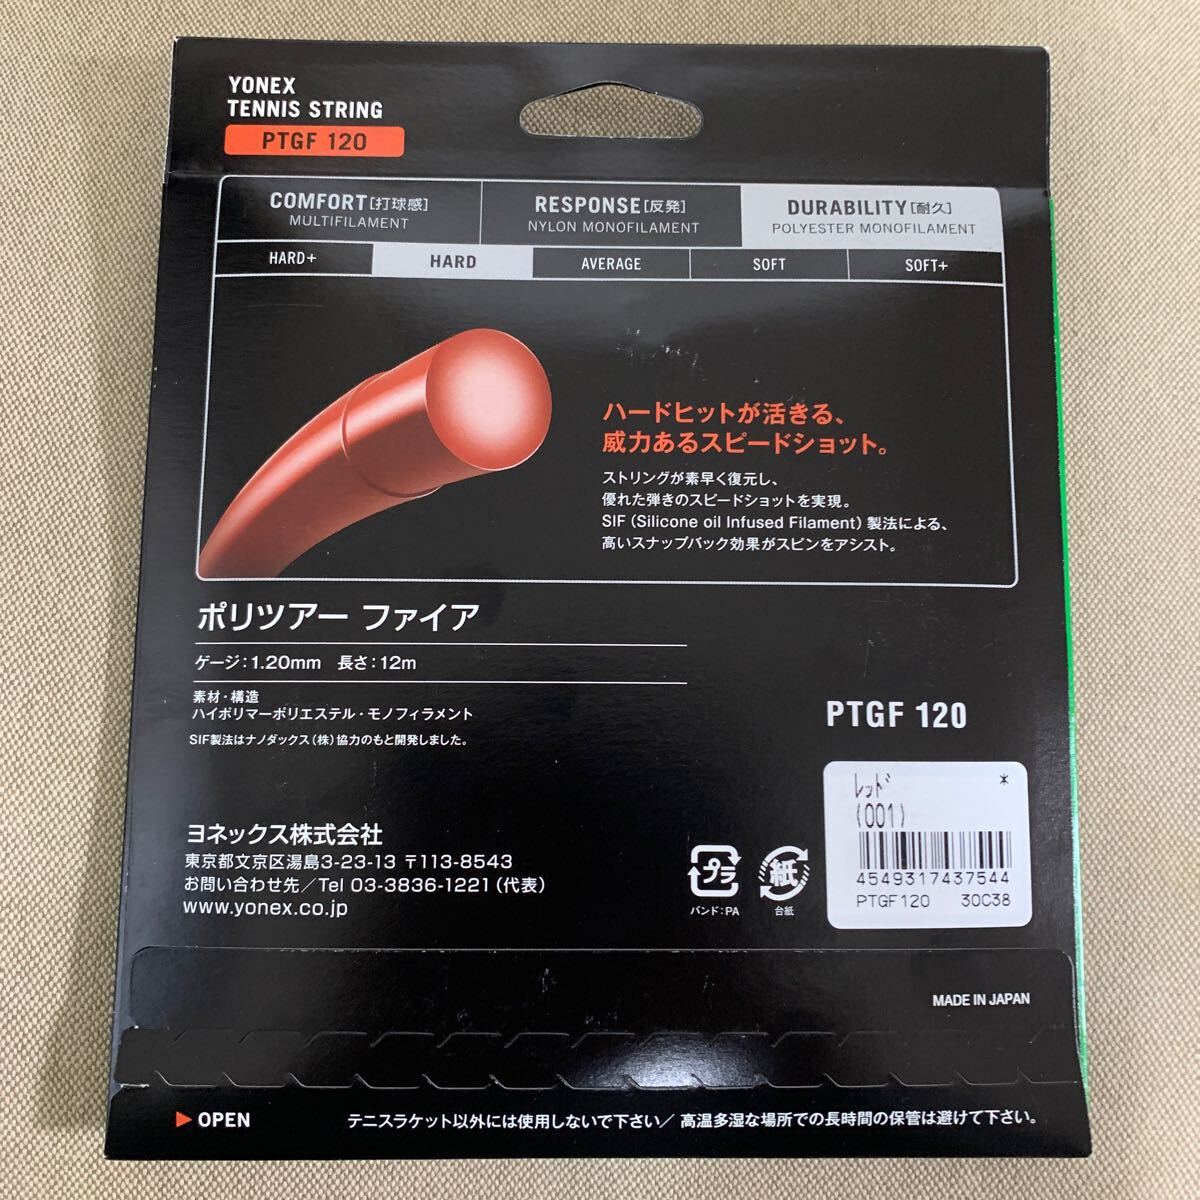 YONEX
TENNIS STRING
PTGF 120
COMFORT[打球感]
MULTIFILAMENT
RESPONSE[反発]
NYLON MONOFILAMENT
DURABILITY[耐久]
POLYESTER MONOFILAMENT
HARD+
HARD
AVERAGE
SOFT
SOFT+
ハードヒットが活きる、
威力あるスピードショット。
ストリングが素早く復元し、
優れた弾きのスピードショットを実現。
SIF(Silicone oil Infused Filament)製法による、
高いスナップバック効果がスピンをアシスト。
ポリツアー ファイア
ゲージ:1.20mm 長さ:12m
素材・構造
ハイポリマーポリエステル・モノフィラメント
SIF製法はナノダックス(株)協力のもと開発しました。
PTGF 120
ヨネックス株式会社
東京都文京区湯島3-23-13 〒113-8543
お問い合わせ先/Tel 03-3836-1221(代表)
www.yonex.co.jp
プラ
バンド:PA
紙
台紙
レッド *
(001)
4549317437544
PTGF120 30C38
MADE IN JAPAN
▶ OPEN
テニスラケット以外には使用しないで下さい/高温多湿な場所での長時間の保管は避けて下さい。